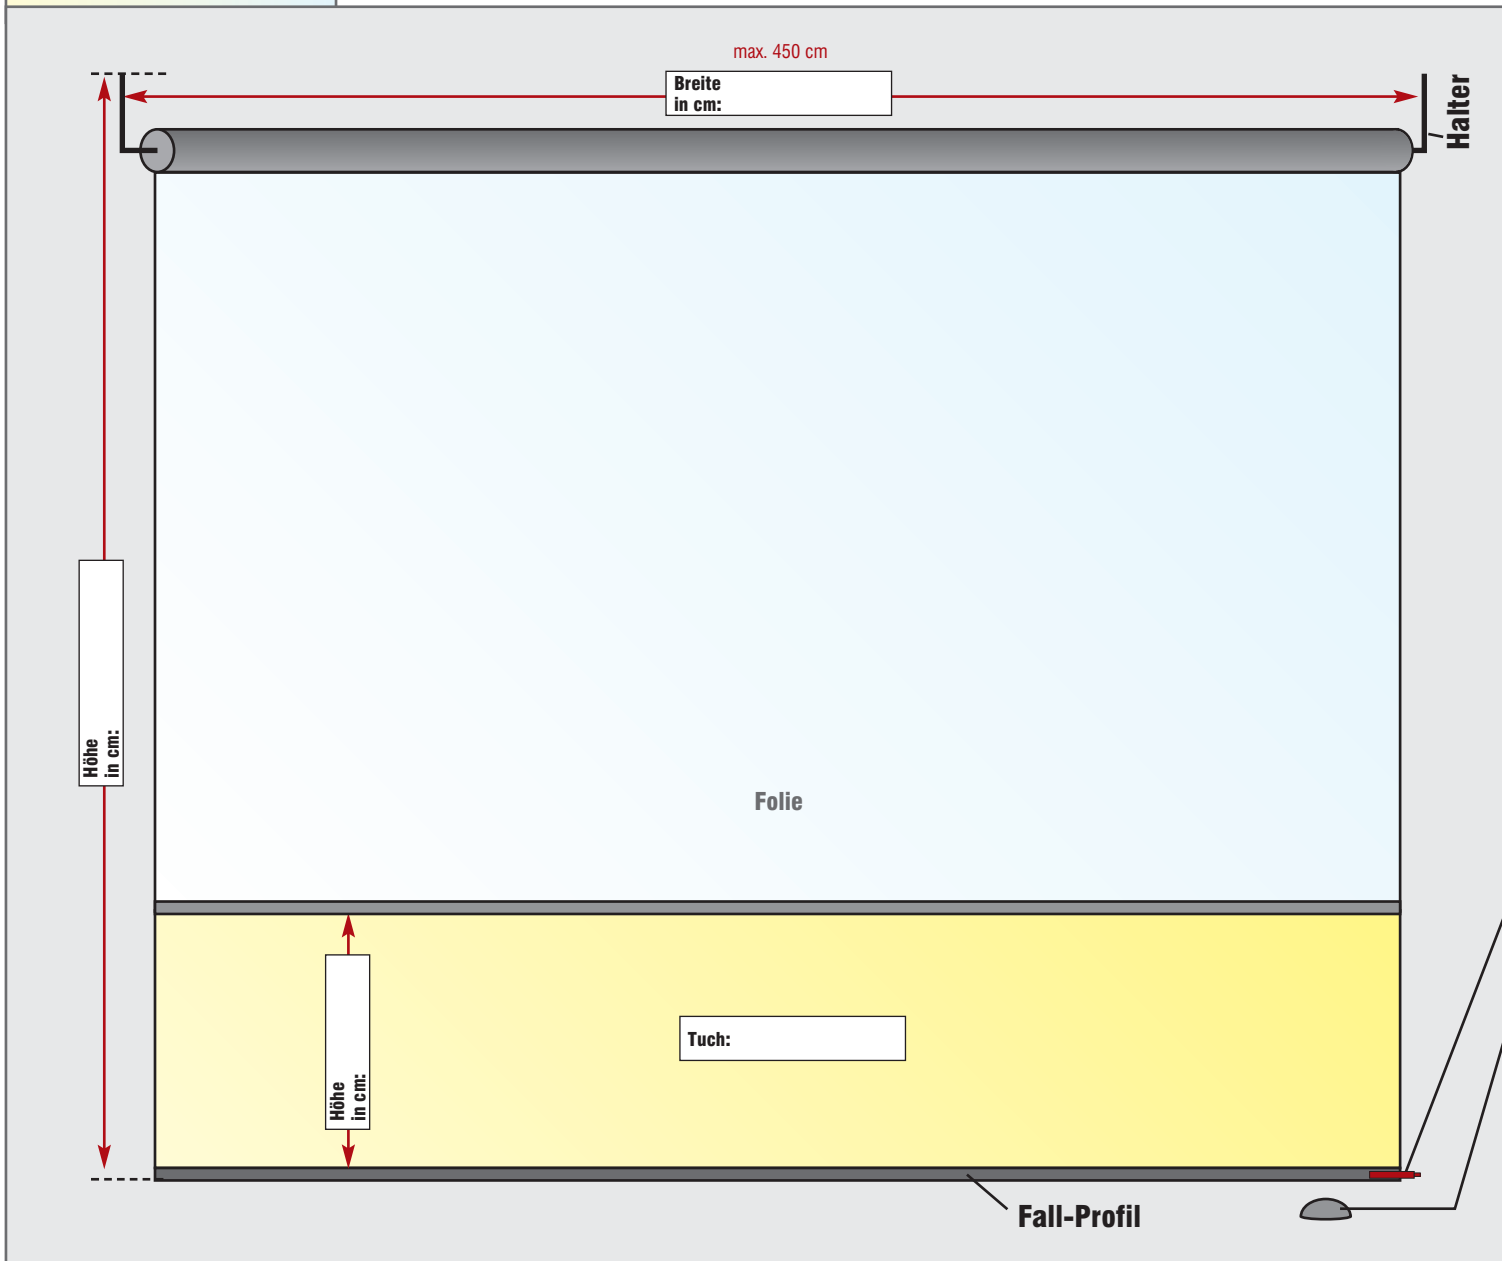 max. 450 cm
Breite
in cm:
Halter
Höhe
in cm:
Folie
Höhe
in cm:
Tuch:
Fall-Profil